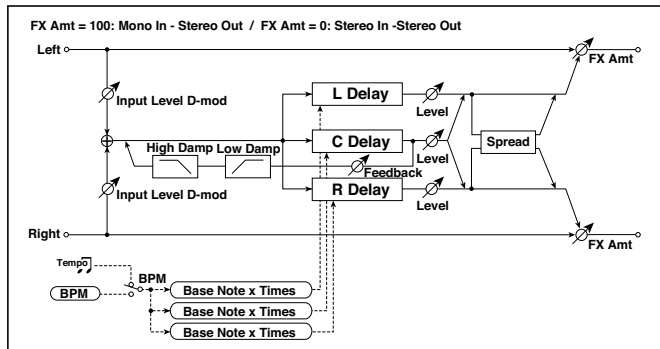 FX Amt = 100: Mono In - Stereo Out / FX Amt = 0: Stereo In -Stereo Out
Left
FX Amt
Input Level D-mod
L Delay
Level
High Damp
Low Damp
C Delay
Level
Spread
Feedback
Input Level D-mod
R Delay
Level
Right
FX Amt
Tempo
BPM
BPM
Base Note x Times
Base Note x Times
Base Note x Times